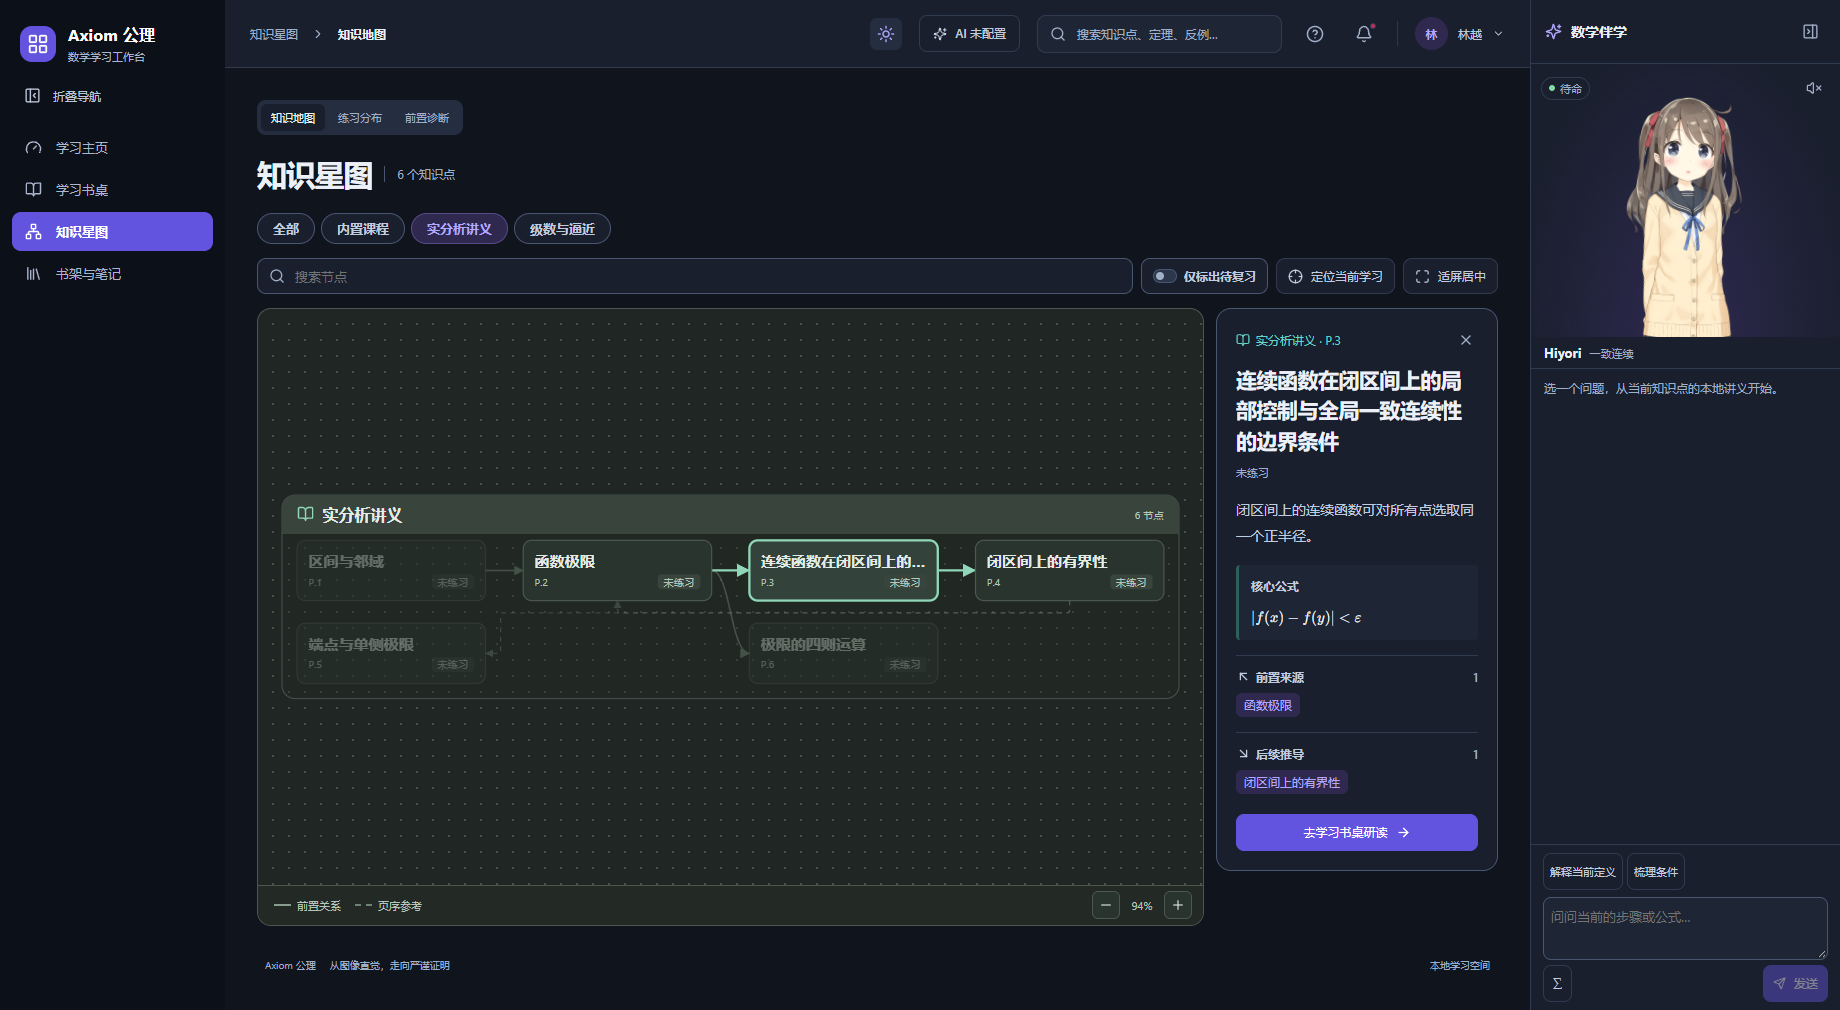 Axiom 公理
数学学习工作台
折叠导航
学习主页
学习书桌
知识星图
书架与笔记
知识星图
知识地图
AI 未配置
搜索知识点、定理、反例...
林
林越
知识地图
练习分布
前置诊断
知识星图
6 个知识点
全部
内置课程
实分析讲义
级数与逼近
搜索节点
仅标出待复习
定位当前学习
适屏居中
实分析讲义
6 节点
区间与邻域
P.1
未练习
函数极限
P.2
未练习
连续函数在闭区间上的...
P.3
未练习
闭区间上的有界性
P.4
未练习
端点与单侧极限
P.5
未练习
极限的四则运算
P.6
未练习
前置关系
页序参考
94%
实分析讲义 · P.3
连续函数在闭区间上的局
部控制与全局一致连续性
的边界条件
未练习
闭区间上的连续函数可对所有点选取同
一个正半径。
核心公式
|f(x) − f(y)| < ε
前置来源
1
函数极限
后续推导
1
闭区间上的有界性
去学习书桌研读
Axiom 公理
从图像直觉，走向严谨证明
本地学习空间
数学伴学
待命
Hiyori 一致连续
选一个问题，从当前知识点的本地讲义开始。
解释当前定义
梳理条件
问问当前的步骤或公式...
Σ
发送